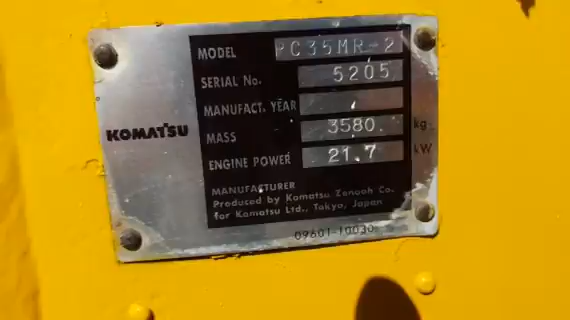 KOMATSU
MODEL PC35MR-2
SERIAL No. 5205
MANUFACT. YEAR
MASS 3580. kg
ENGINE POWER 21.7 kW
MANUFACTURER
Produced by Komatsu Zenoah Co.
for Komatsu Ltd., Tokyo, Japan
09601-10030